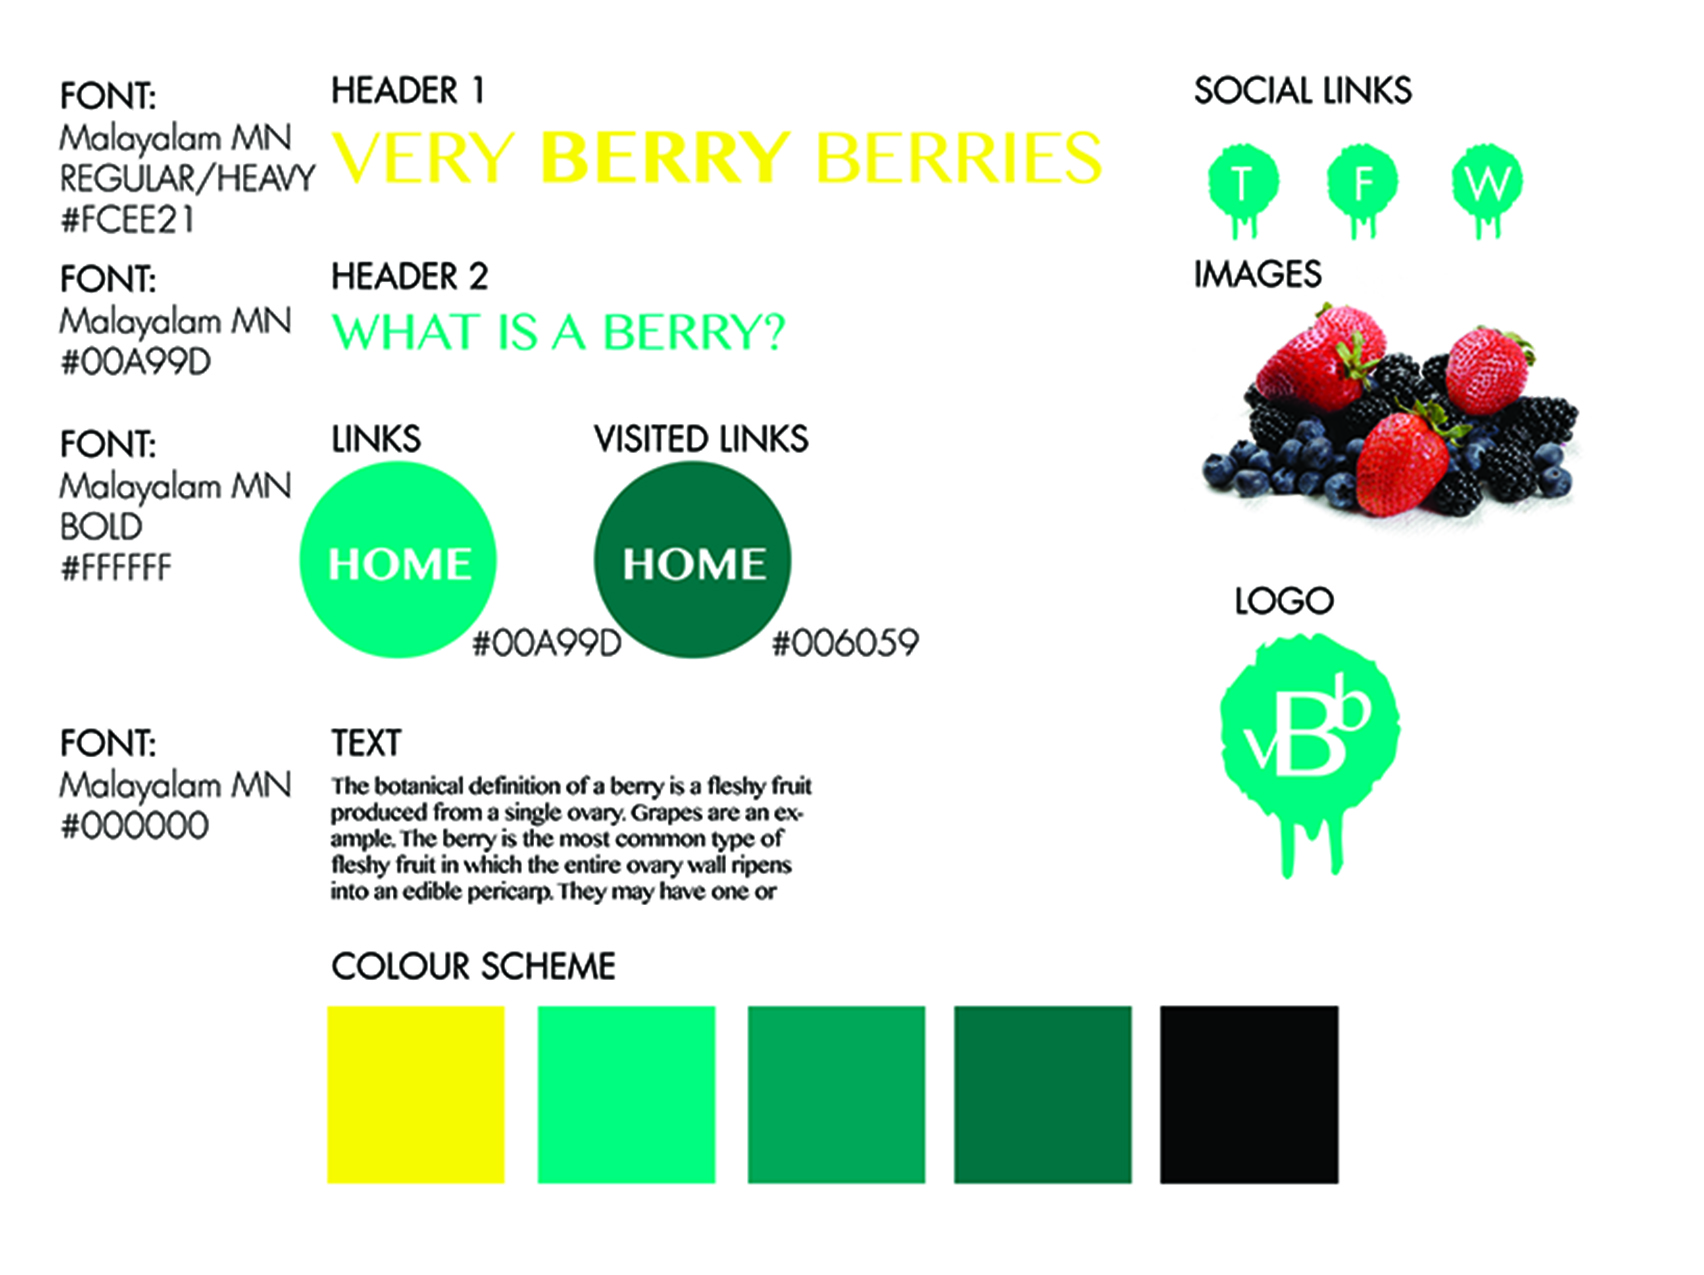 FONT:
Malayalam MN
REGULAR/HEAVY
#FCEE21
HEADER 1
VERY BERRY BERRIES
FONT:
Malayalam MN
#00A99D
HEADER 2
WHAT IS A BERRY?
FONT:
Malayalam MN
BOLD
#FFFFFF
LINKS
HOME
#00A99D
VISITED LINKS
HOME
#006059
FONT:
Malayalam MN
#000000
TEXT
The botanical definition of a berry is a fleshy fruit
produced from a single ovary. Grapes are an ex-
ample. The berry is the most common type of
fleshy fruit in which the entire ovary wall ripens
into an edible pericarp. They may have one or
COLOUR SCHEME
SOCIAL LINKS
T F W
IMAGES
LOGO
vBb